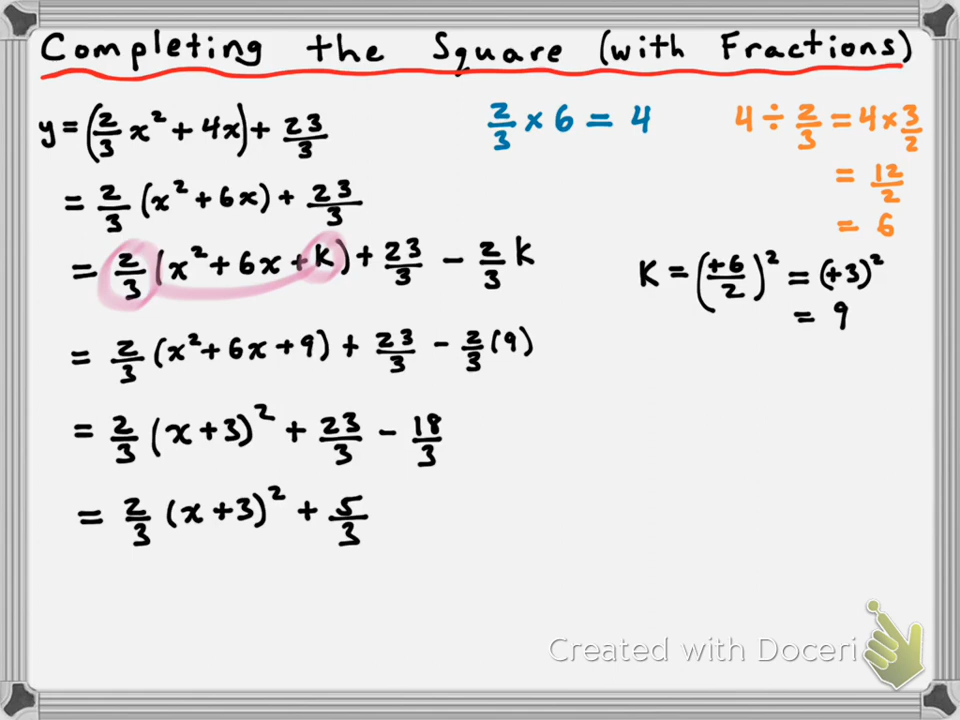 Completing the Square (with Fractions)
y = (2/3 x² + 4x) + 23/3
2/3 × 6 = 4
4 ÷ 2/3 = 4 × 3/2
= 12/2
= 6
= 2/3 (x² + 6x) + 23/3
= 2/3 (x² + 6x + k) + 23/3 − 2/3 k
K = (+6/2)² = (+3)²
= 9
= 2/3 (x² + 6x + 9) + 23/3 − 2/3 (9)
= 2/3 (x + 3)² + 23/3 − 18/3
= 2/3 (x + 3)² + 5/3
Created with Doceri